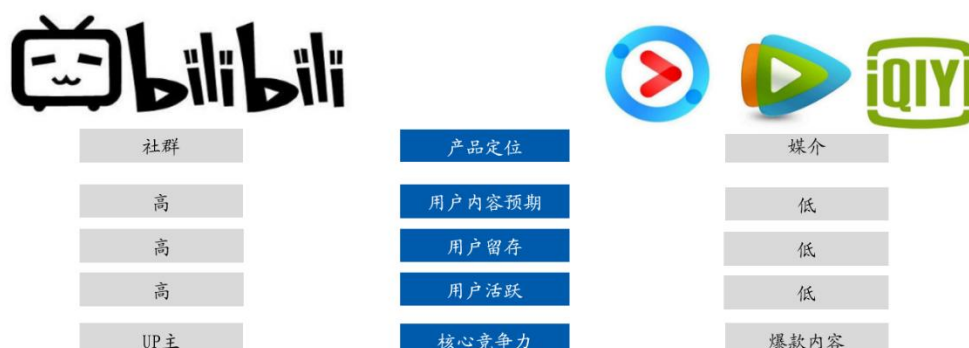 bilibili
iQIYI
社群 产品定位 媒介
高 用户内容预期 低
高 用户留存 低
高 用户活跃 低
UP主 核心竞争力 爆款内容